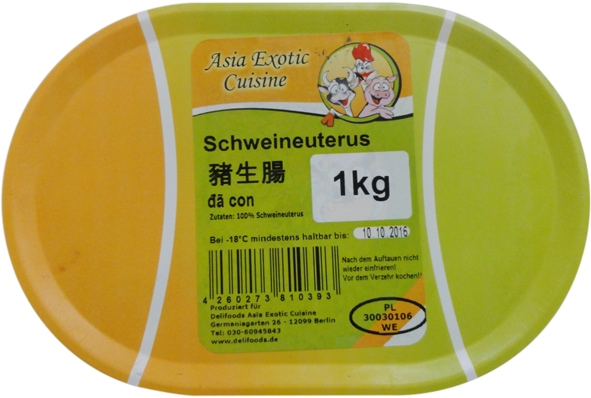 Asia Exotic
Cuisine
Schweineuterus
豬生腸
1kg
đã con
Zutaten: 100% Schweineuterus
Bei -18°C mindestens haltbar bis: 10.10.2016
Nach dem Auftauen nicht
wieder einfrieren!
Vor dem Verzehr kochen!
4 260273 810393
Produziert für
Delifoods Asia Exotic Cuisine
Germaniagarten 26 - 12099 Berlin
Tel: 030-60945843
www.delifoods.de
PL
30030106
WE